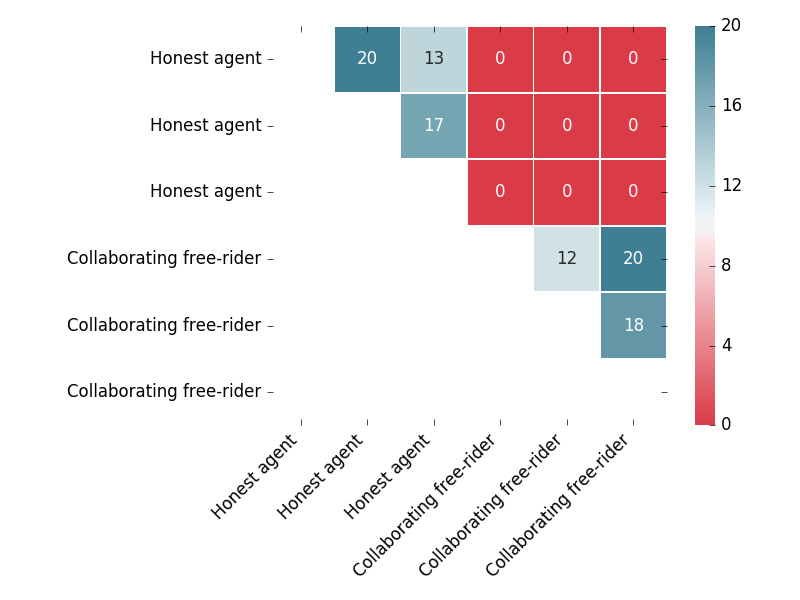 Honest agent 20 13 0 0 0
Honest agent 17 0 0 0
Honest agent 0 0 0
Collaborating free-rider 12 20
Collaborating free-rider 18
Collaborating free-rider
Honest agent
Honest agent
Honest agent
Collaborating free-rider
Collaborating free-rider
Collaborating free-rider
20
16
12
8
4
0